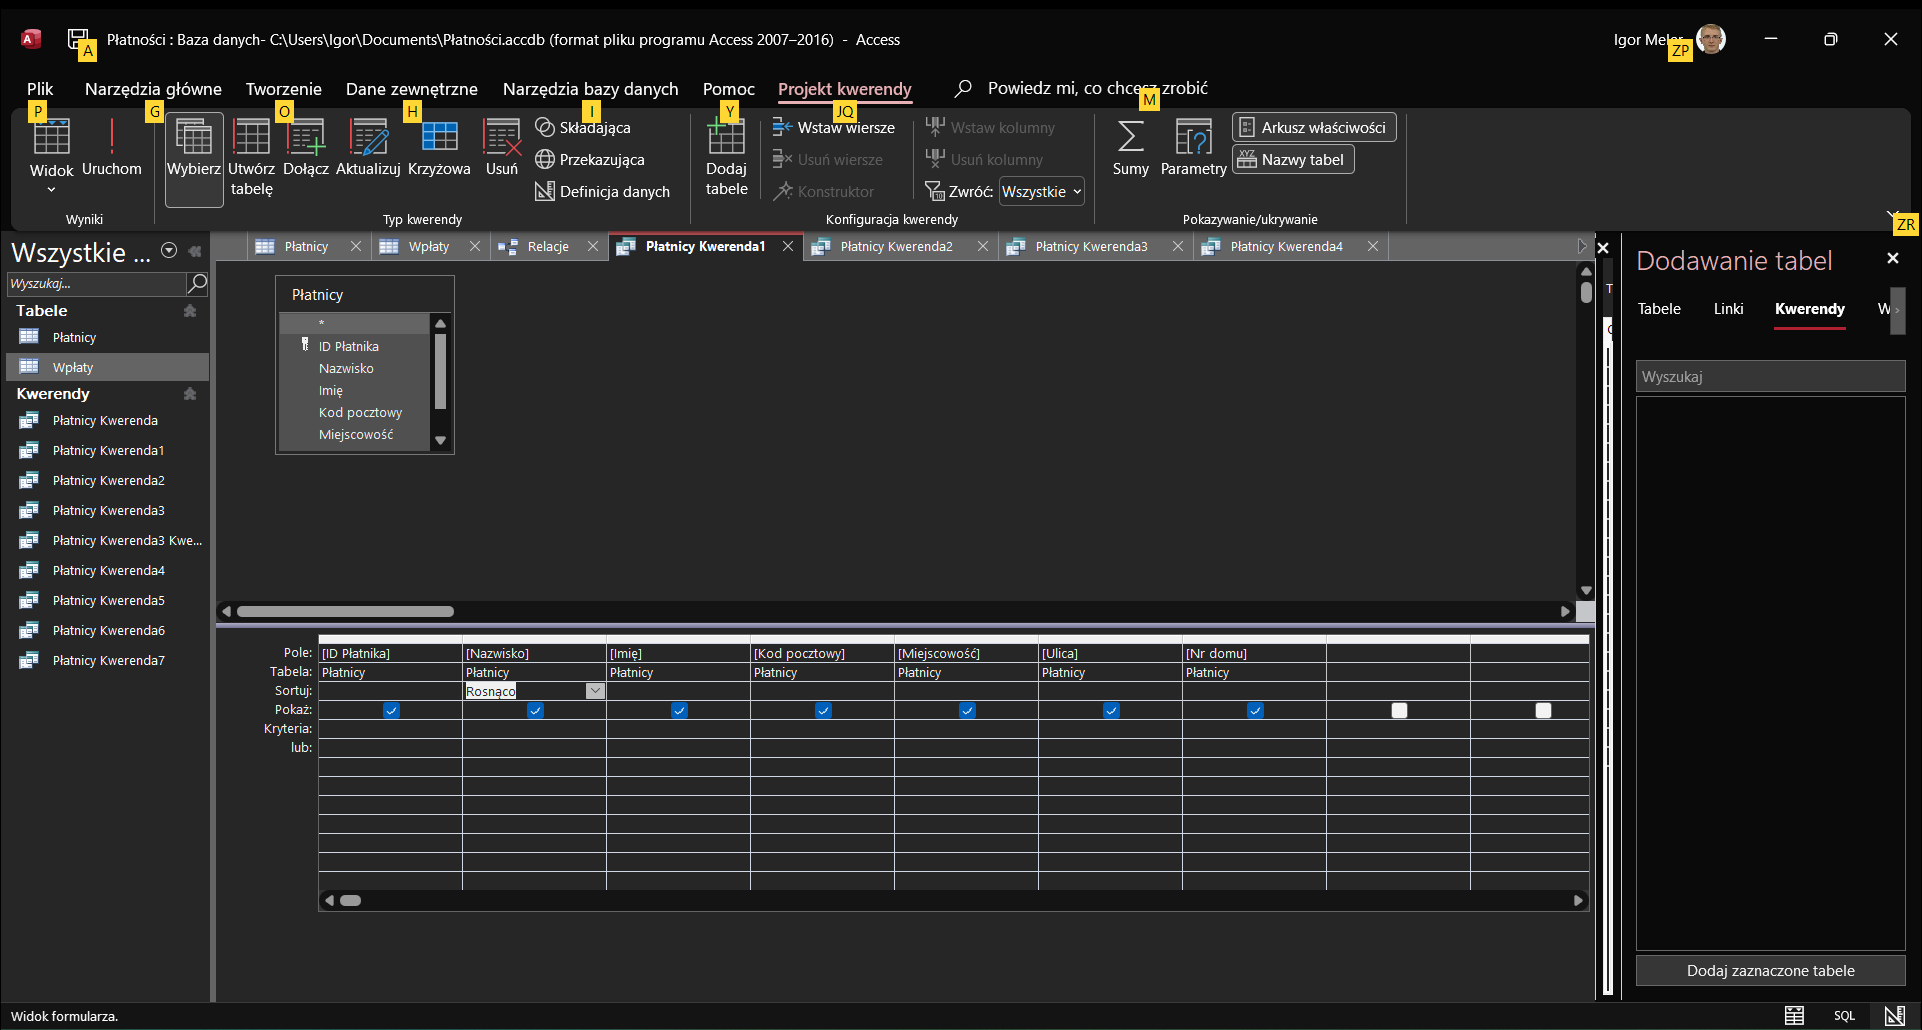 Płatności : Baza danych- C:\Users\Igor\Documents\Płatności.accdb (format pliku programu Access 2007–2016) - Access
Igor Meler
A
ZP
Plik
Narzędzia główne
Tworzenie
Dane zewnętrzne
Narzędzia bazy danych
Pomoc
Projekt kwerendy
Powiedz mi, co chcesz zrobić
P
G
O
H
I
Y
JQ
M
Widok
Uruchom
Wyniki
Wybierz
Utwórz tabelę
Dołącz
Aktualizuj
Krzyżowa
Usuń
Składająca
Przekazująca
Definicja danych
Typ kwerendy
Dodaj tabele
Wstaw wiersze
Usuń wiersze
Konstruktor
Wstaw kolumny
Usuń kolumny
Zwróć: Wszystkie
Konfiguracja kwerendy
Sumy
Parametry
XYZ
Arkusz właściwości
Nazwy tabel
Pokazywanie/ukrywanie
ZR
Wszystkie ...
Wyszukaj...
Tabele
Płatnicy
Wpłaty
Kwerendy
Płatnicy Kwerenda
Płatnicy Kwerenda1
Płatnicy Kwerenda2
Płatnicy Kwerenda3
Płatnicy Kwerenda3 Kwe...
Płatnicy Kwerenda4
Płatnicy Kwerenda5
Płatnicy Kwerenda6
Płatnicy Kwerenda7
Płatnicy
Wpłaty
Relacje
Płatnicy Kwerenda1
Płatnicy Kwerenda2
Płatnicy Kwerenda3
Płatnicy Kwerenda4
Płatnicy
*
ID Płatnika
Nazwisko
Imię
Kod pocztowy
Miejscowość
Pole: [ID Płatnika] [Nazwisko] [Imię] [Kod pocztowy] [Miejscowość] [Ulica] [Nr domu]
Tabela: Płatnicy Płatnicy Płatnicy Płatnicy Płatnicy Płatnicy Płatnicy
Sortuj: Rosnąco
Pokaż:
Kryteria:
lub:
Dodawanie tabel
Tabele
Linki
Kwerendy
W
Wyszukaj
Dodaj zaznaczone tabele
Widok formularza.
SQL